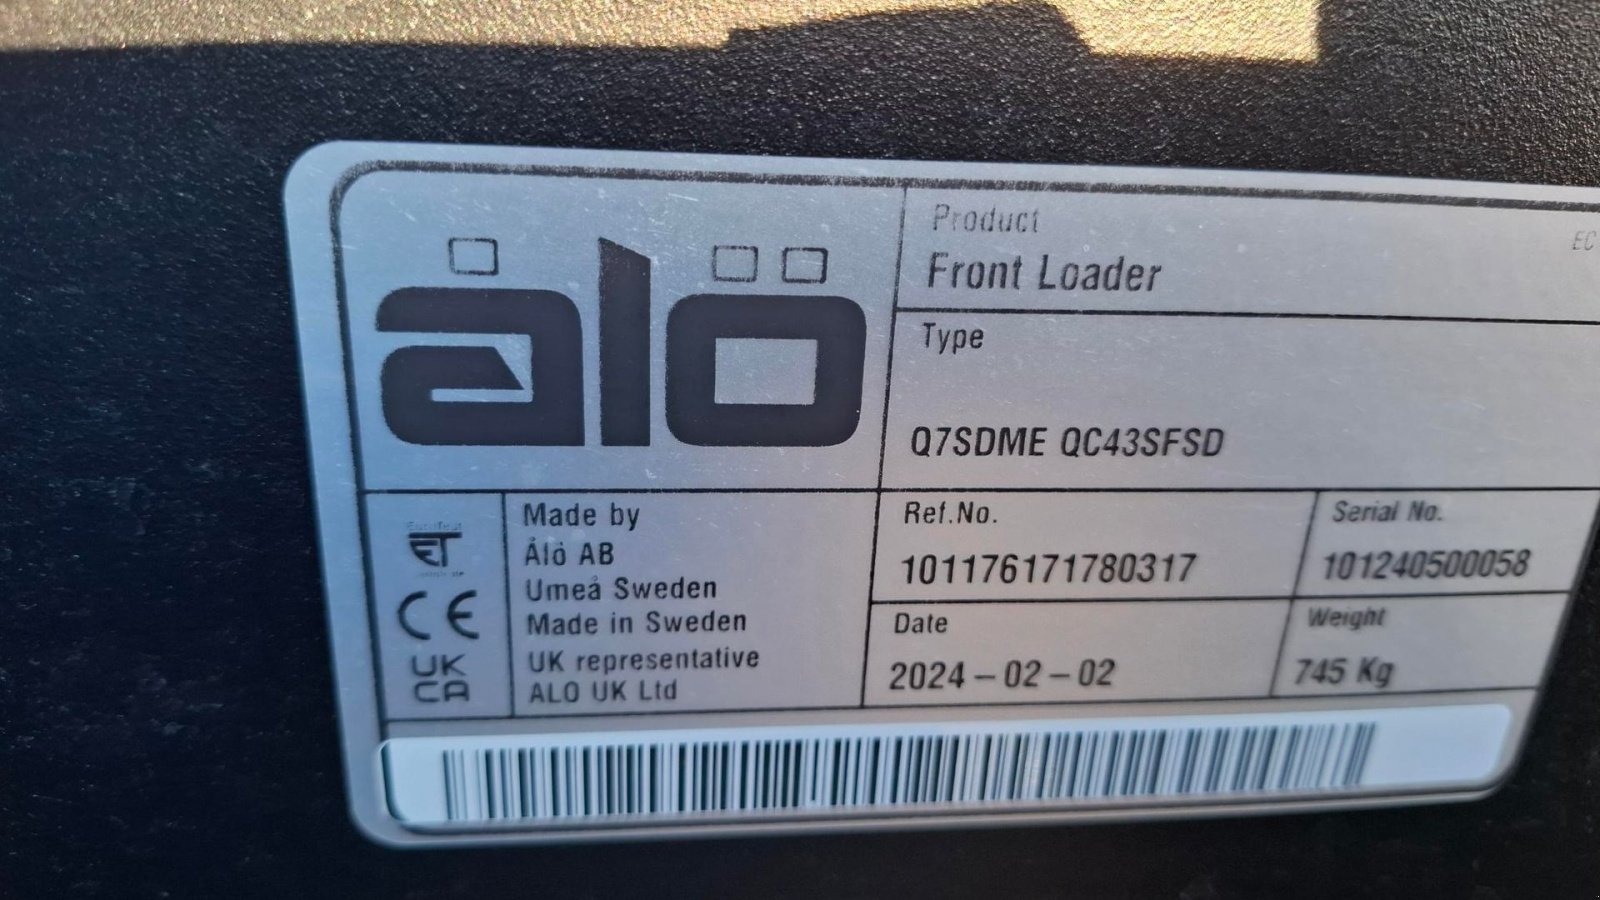 ålö
Product
EC
Front Loader
Type
Q7SDME QC43SFSD
Ref.No.
101176171780317
Serial No.
101240500058
Date
2024-02-02
Weight
745 Kg
ET
CE
UK
CA
Made by
Ålö AB
Umeå Sweden
Made in Sweden
UK representative
ALO UK Ltd